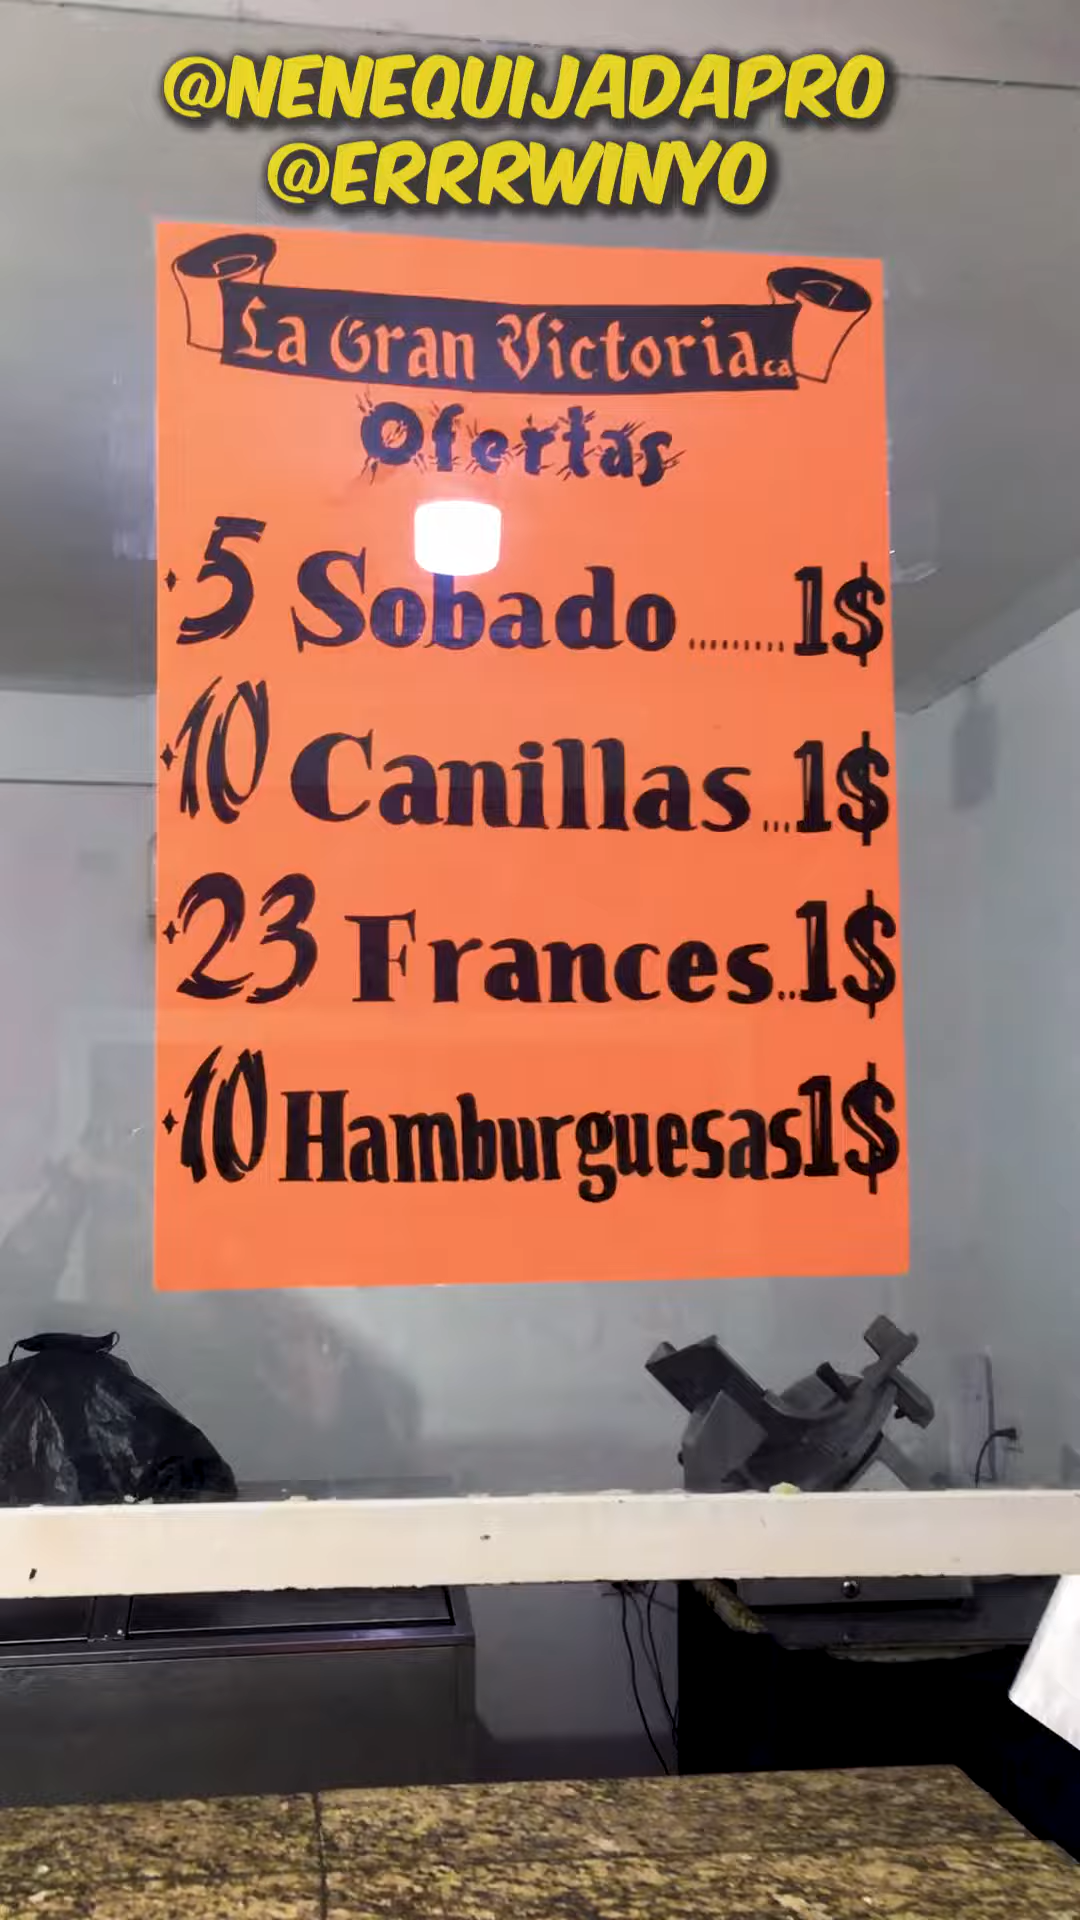 @NENEQUIJADAPRO
@ERRRWINYO
La Gran Victoria ca
Ofertas
5 Sobado ......... 1$
10 Canillas ... 1$
23 Frances .. 1$
10 Hamburguesas 1$